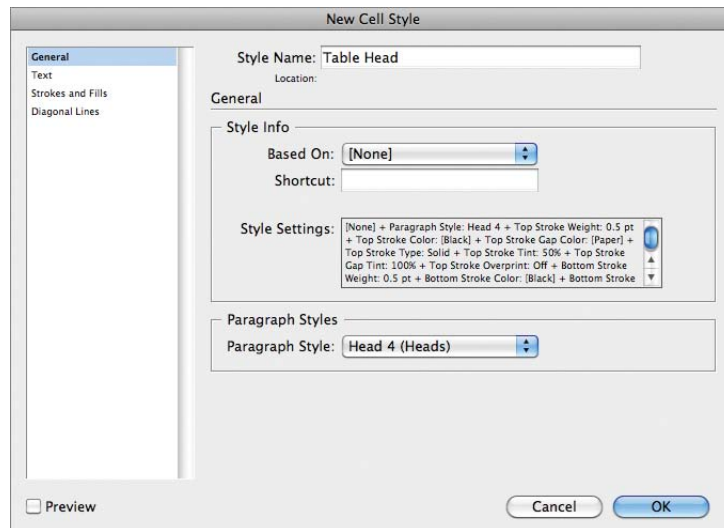 New Cell Style
General
Text
Strokes and Fills
Diagonal Lines
Style Name: Table Head
Location:
General
Style Info
Based On: [None]
Shortcut:
Style Settings: [None] + Paragraph Style: Head 4 + Top Stroke Weight: 0.5 pt
+ Top Stroke Color: [Black] + Top Stroke Gap Color: [Paper] +
Top Stroke Type: Solid + Top Stroke Tint: 50% + Top Stroke
Gap Tint: 100% + Top Stroke Overprint: Off + Bottom Stroke
Weight: 0.5 pt + Bottom Stroke Color: [Black] + Bottom Stroke
Paragraph Styles
Paragraph Style: Head 4 (Heads)
Preview
Cancel
OK